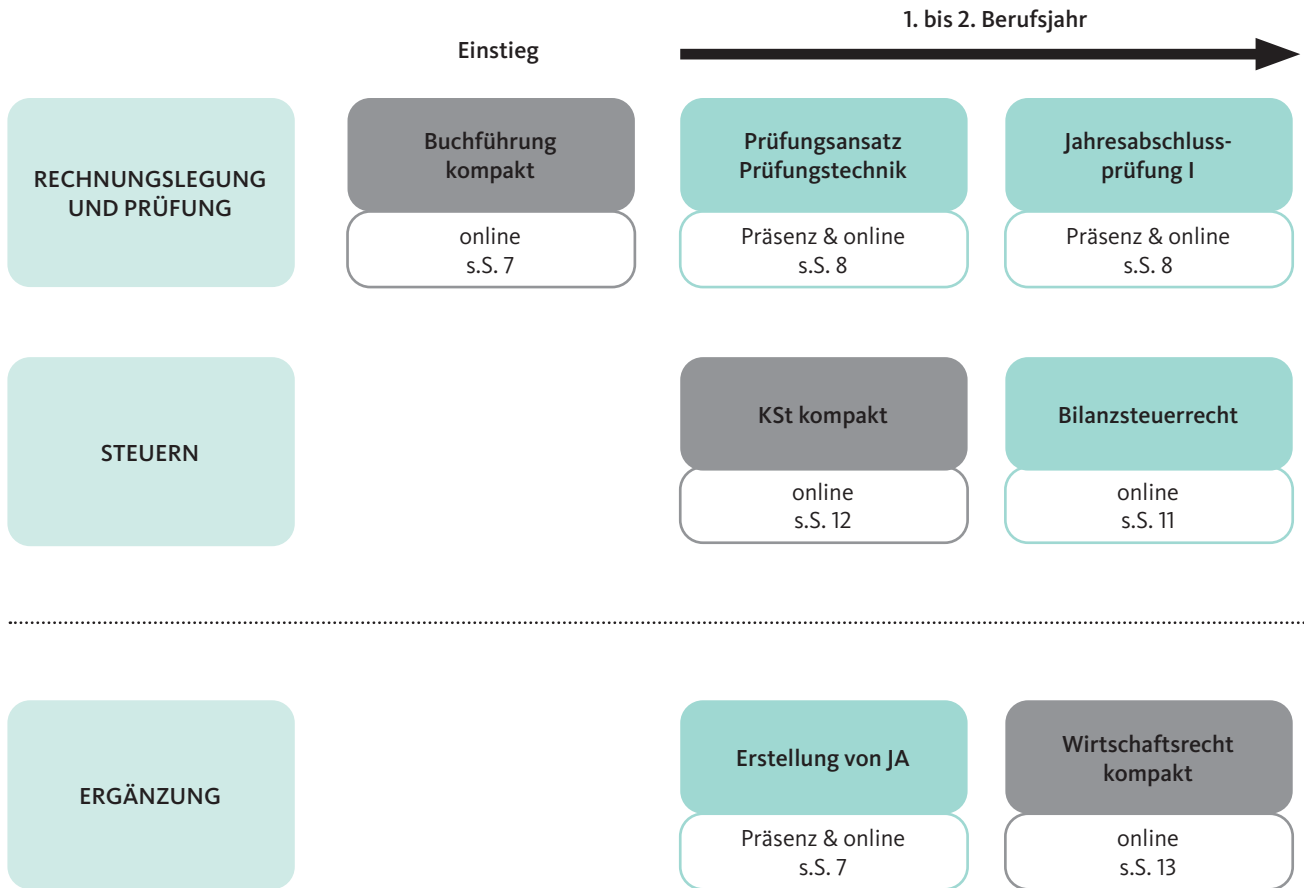 1. bis 2. Berufsjahr
Einstieg
RECHNUNGSLEGUNG
UND PRÜFUNG
Buchführung
kompakt
online
s.S. 7
Prüfungsansatz
Prüfungstechnik
Präsenz & online
s.S. 8
Jahresabschluss-
prüfung I
Präsenz & online
s.S. 8
STEUERN
KSt kompakt
online
s.S. 12
Bilanzsteuerrecht
online
s.S. 11
ERGÄNZUNG
Erstellung von JA
Präsenz & online
s.S. 7
Wirtschaftsrecht
kompakt
online
s.S. 13